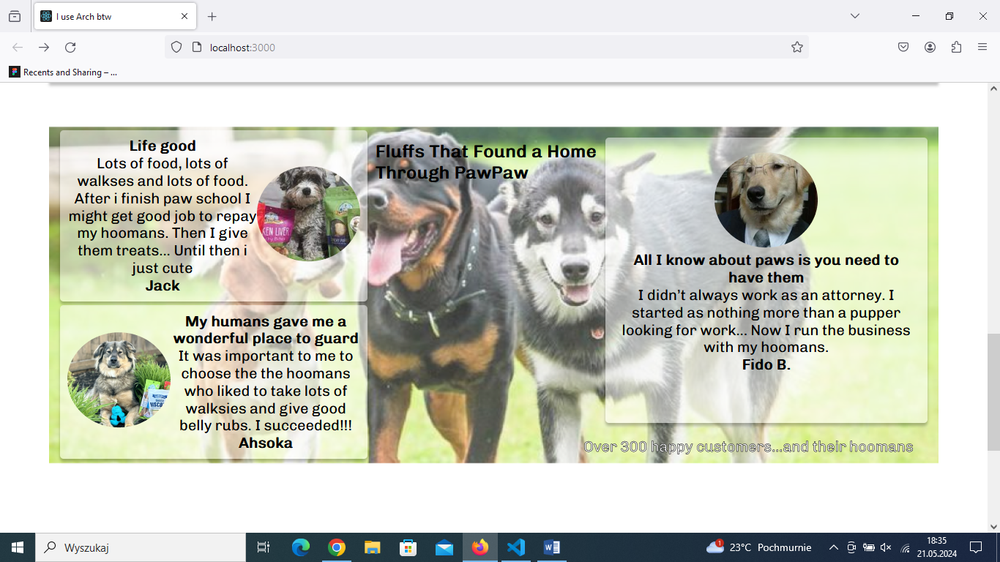 I use Arch btw
localhost:3000
Recents and Sharing – ...
Life good
Lots of food, lots of
walkses and lots of food.
After i finish paw school I
might get good job to repay
my hoomans. Then I give
them treats... Until then i
just cute
Jack
KEN LIVER
My humans gave me a
wonderful place to guard
It was important to me to
choose the the hoomans
who liked to take lots of
walksies and give good
belly rubs. I succeeded!!!
Ahsoka
Fluffs That Found a Home
Through PawPaw
All I know about paws is you need to
have them
I didn’t always work as an attorney. I
started as nothing more than a pupper
looking for work... Now I run the business
with my hoomans.
Fido B.
Over 300 happy customers...and their hoomans
Wyszukaj
1
23°C Pochmurnie
18:35
21.05.2024